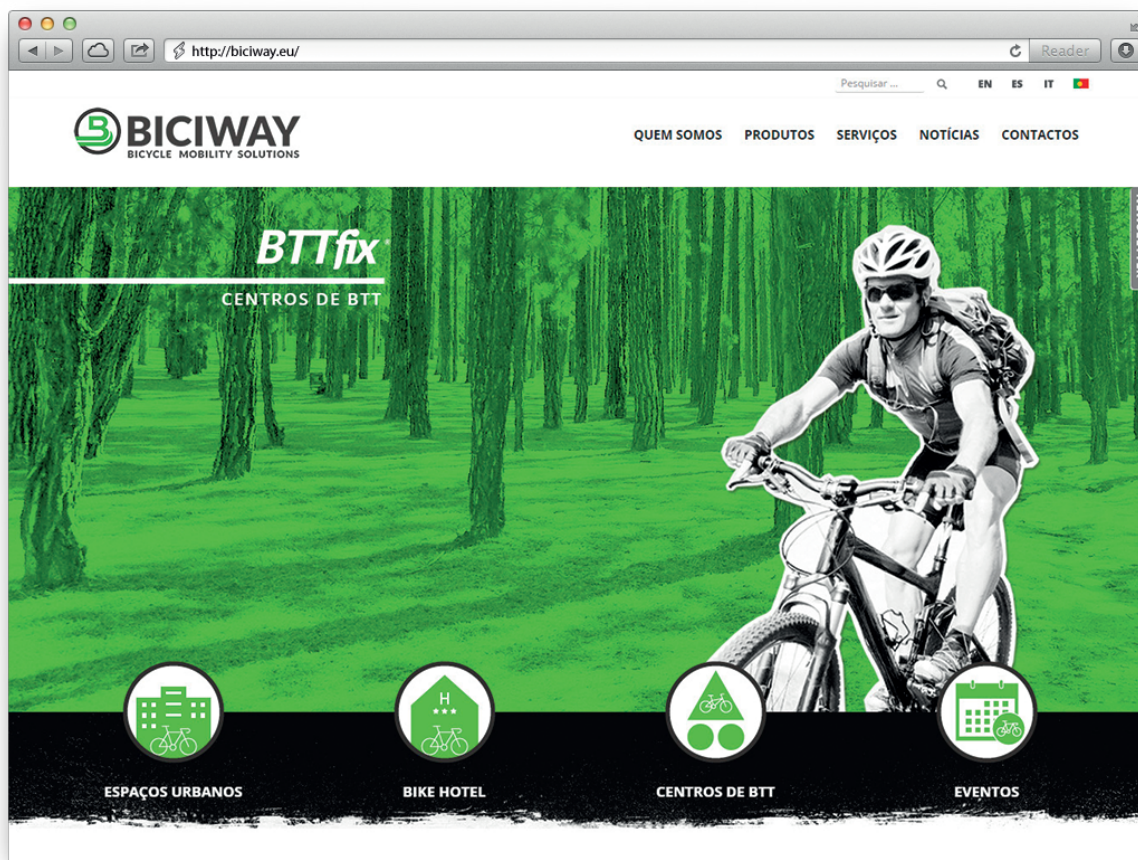 http://biciway.eu/
Reader
Pesquisar ...
EN ES IT
B BICIWAY
BICYCLE MOBILITY SOLUTIONS
QUEM SOMOS PRODUTOS SERVIÇOS NOTÍCIAS CONTACTOS
BTTfix
CENTROS DE BTT
H
ESPAÇOS URBANOS BIKE HOTEL CENTROS DE BTT EVENTOS